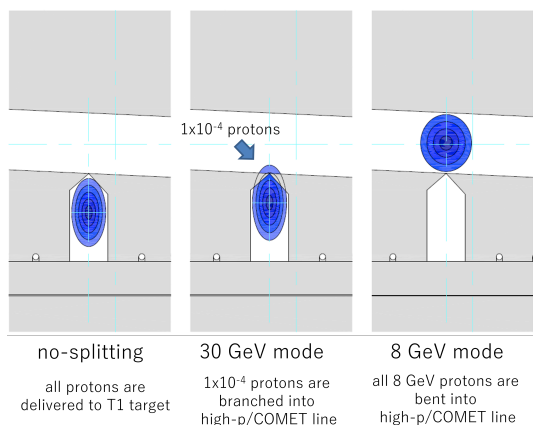 1x10-4 protons
no-splitting
all protons are
delivered to T1 target
30 GeV mode
1x10-4 protons are
branched into
high-p/COMET line
8 GeV mode
all 8 GeV protons are
bent into
high-p/COMET line